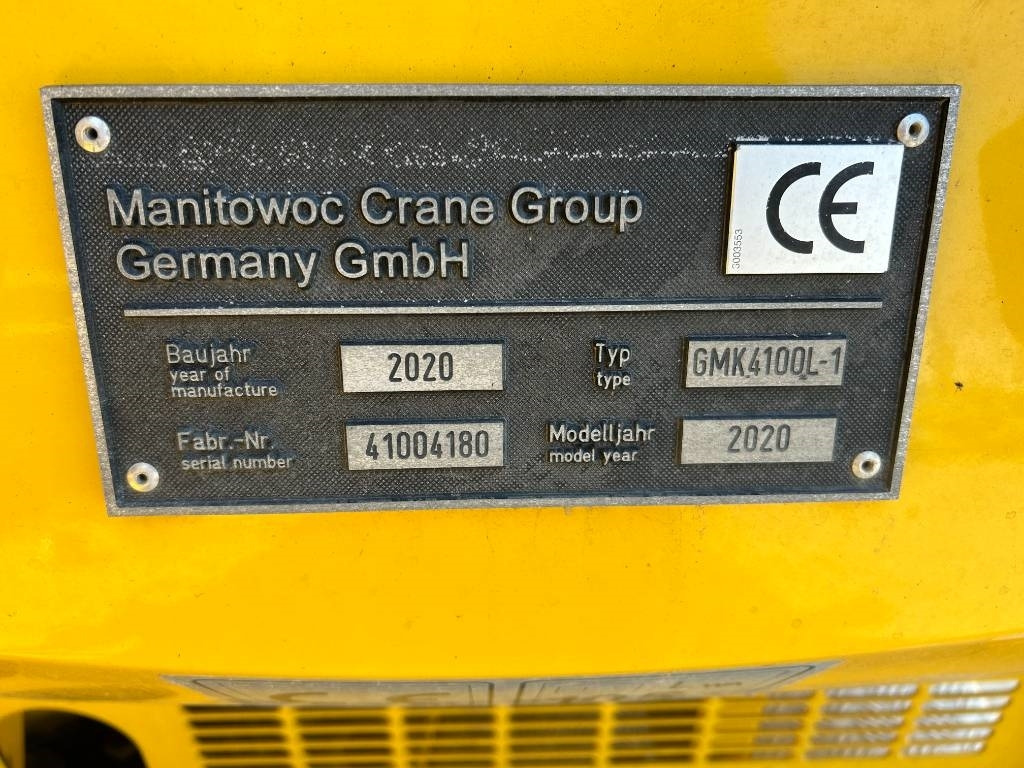 Manitowoc Crane Group
Germany GmbH
CE
3003553
Baujahr
year of
manufacture
2020
Typ
type
GMK4100L-1
Fabr.-Nr.
serial number
41004180
Modelljahr
model year
2020